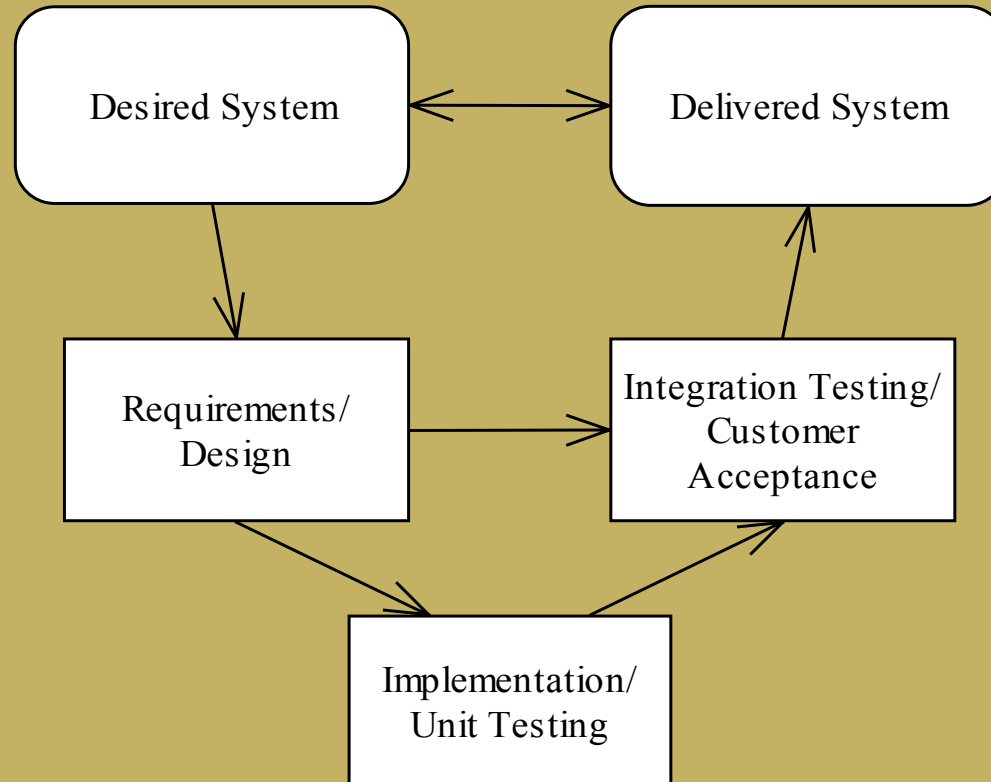 Desired System
Delivered System
Requirements/
Design
Integration Testing/
Customer
Acceptance
Implementation/
Unit Testing